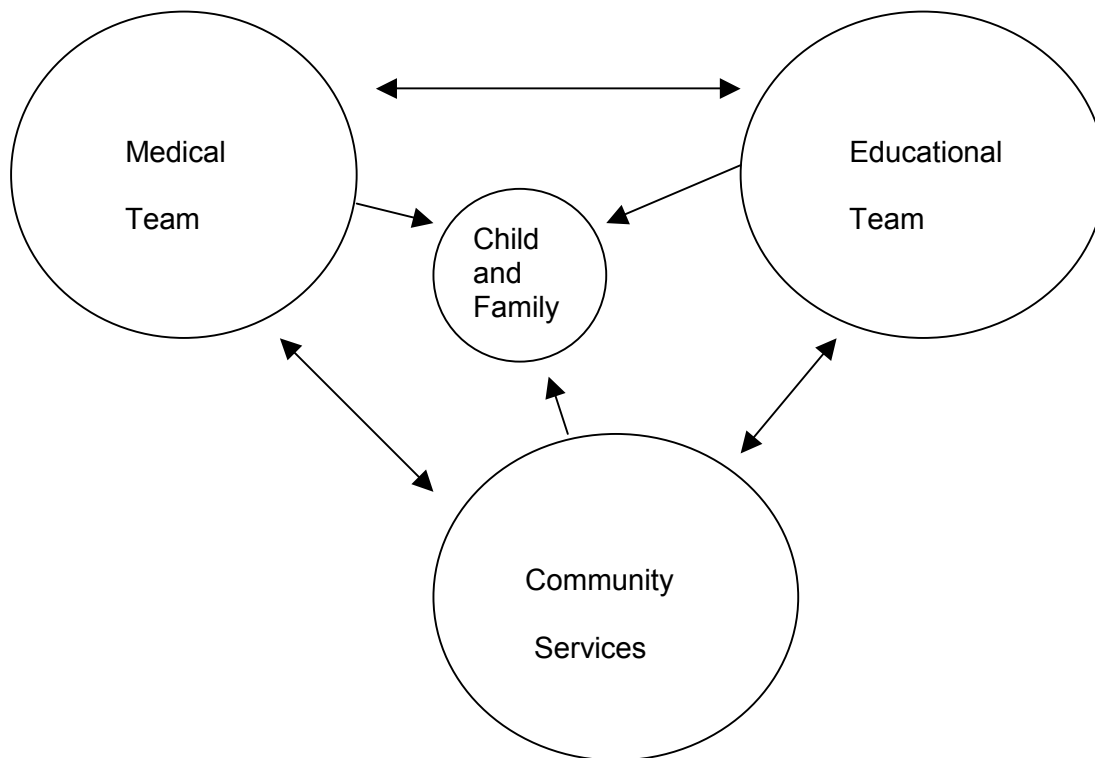 Medical
Team
Educational
Team
Child
and
Family
Community
Services